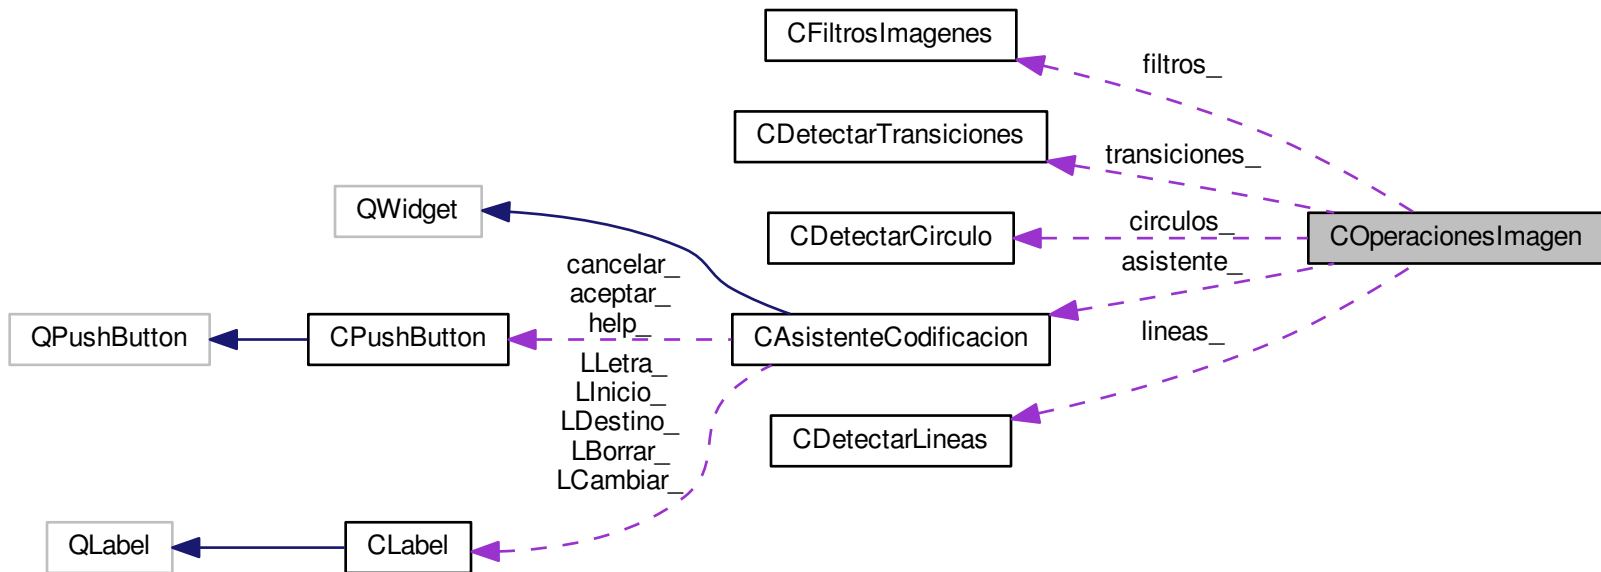 CFiltrosImagenes
filtros_
CDetectarTransiciones
transiciones_
QWidget
CDetectarCirculo
circulos_
COperacionesImagen
asistente_
cancelar_
aceptar_
help_
QPushButton
CPushButton
CAsistenteCodificacion
lineas_
LLetra_
LInicio_
LDestino_
LBorrar_
LCambiar_
CDetectarLineas
QLabel
CLabel